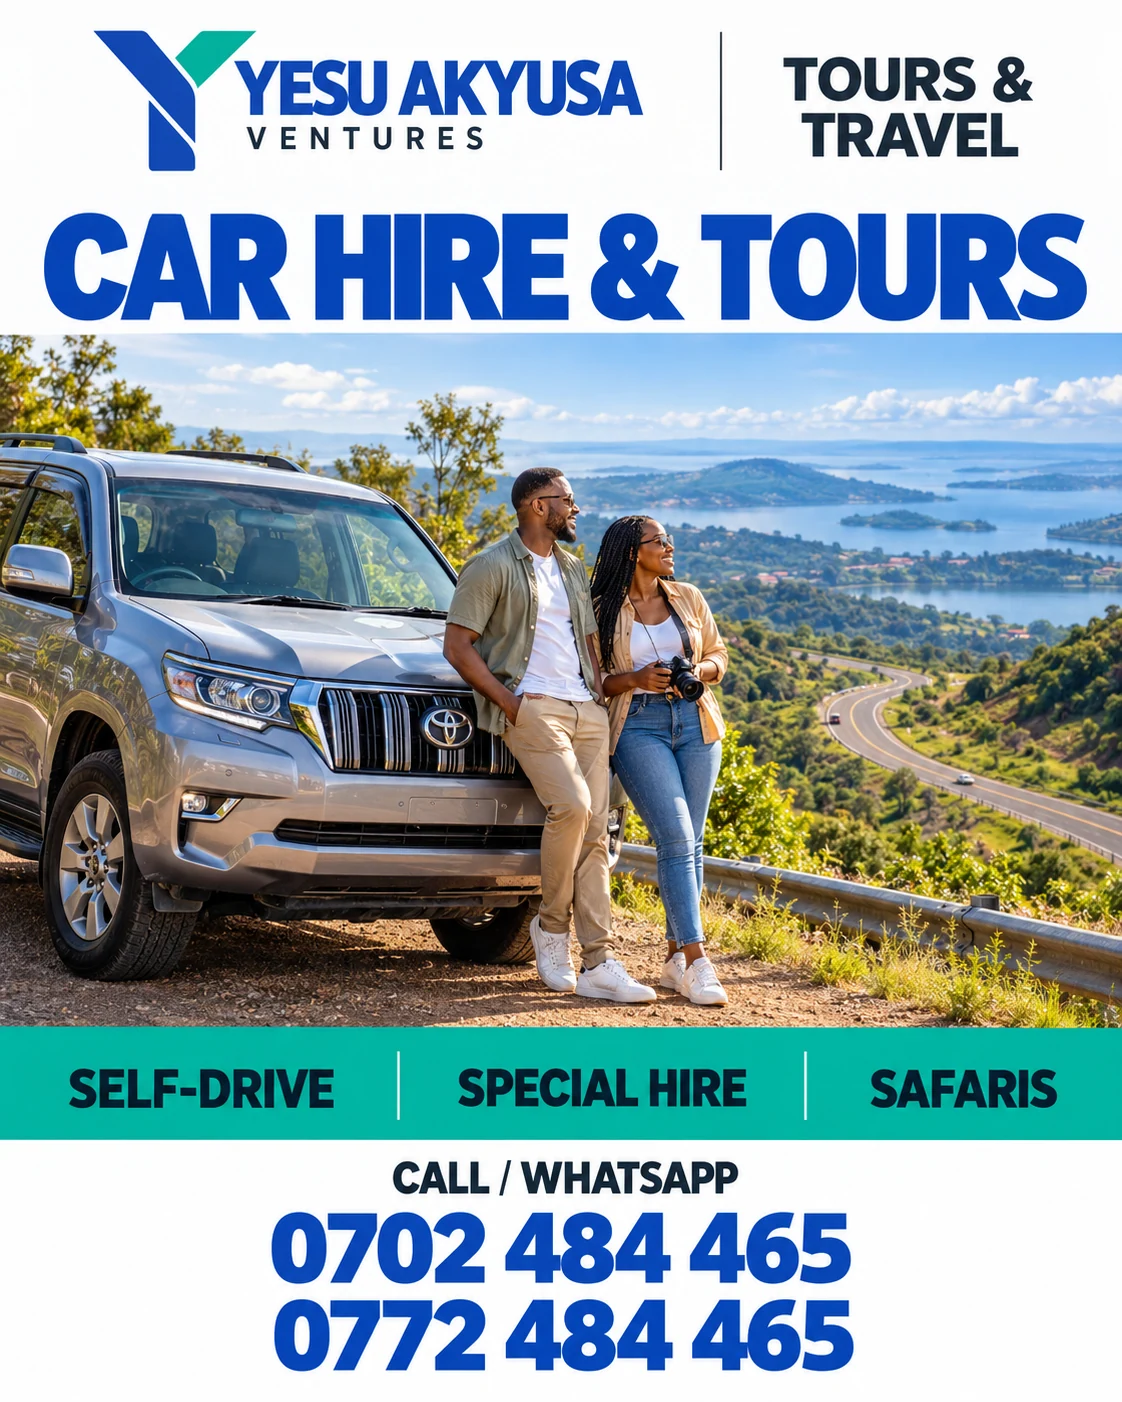 YESU AKYUSA
VENTURES
TOURS &
TRAVEL
CAR HIRE & TOURS
SELF-DRIVE
SPECIAL HIRE
SAFARIS
CALL / WHATSAPP
0702 484 465
0772 484 465